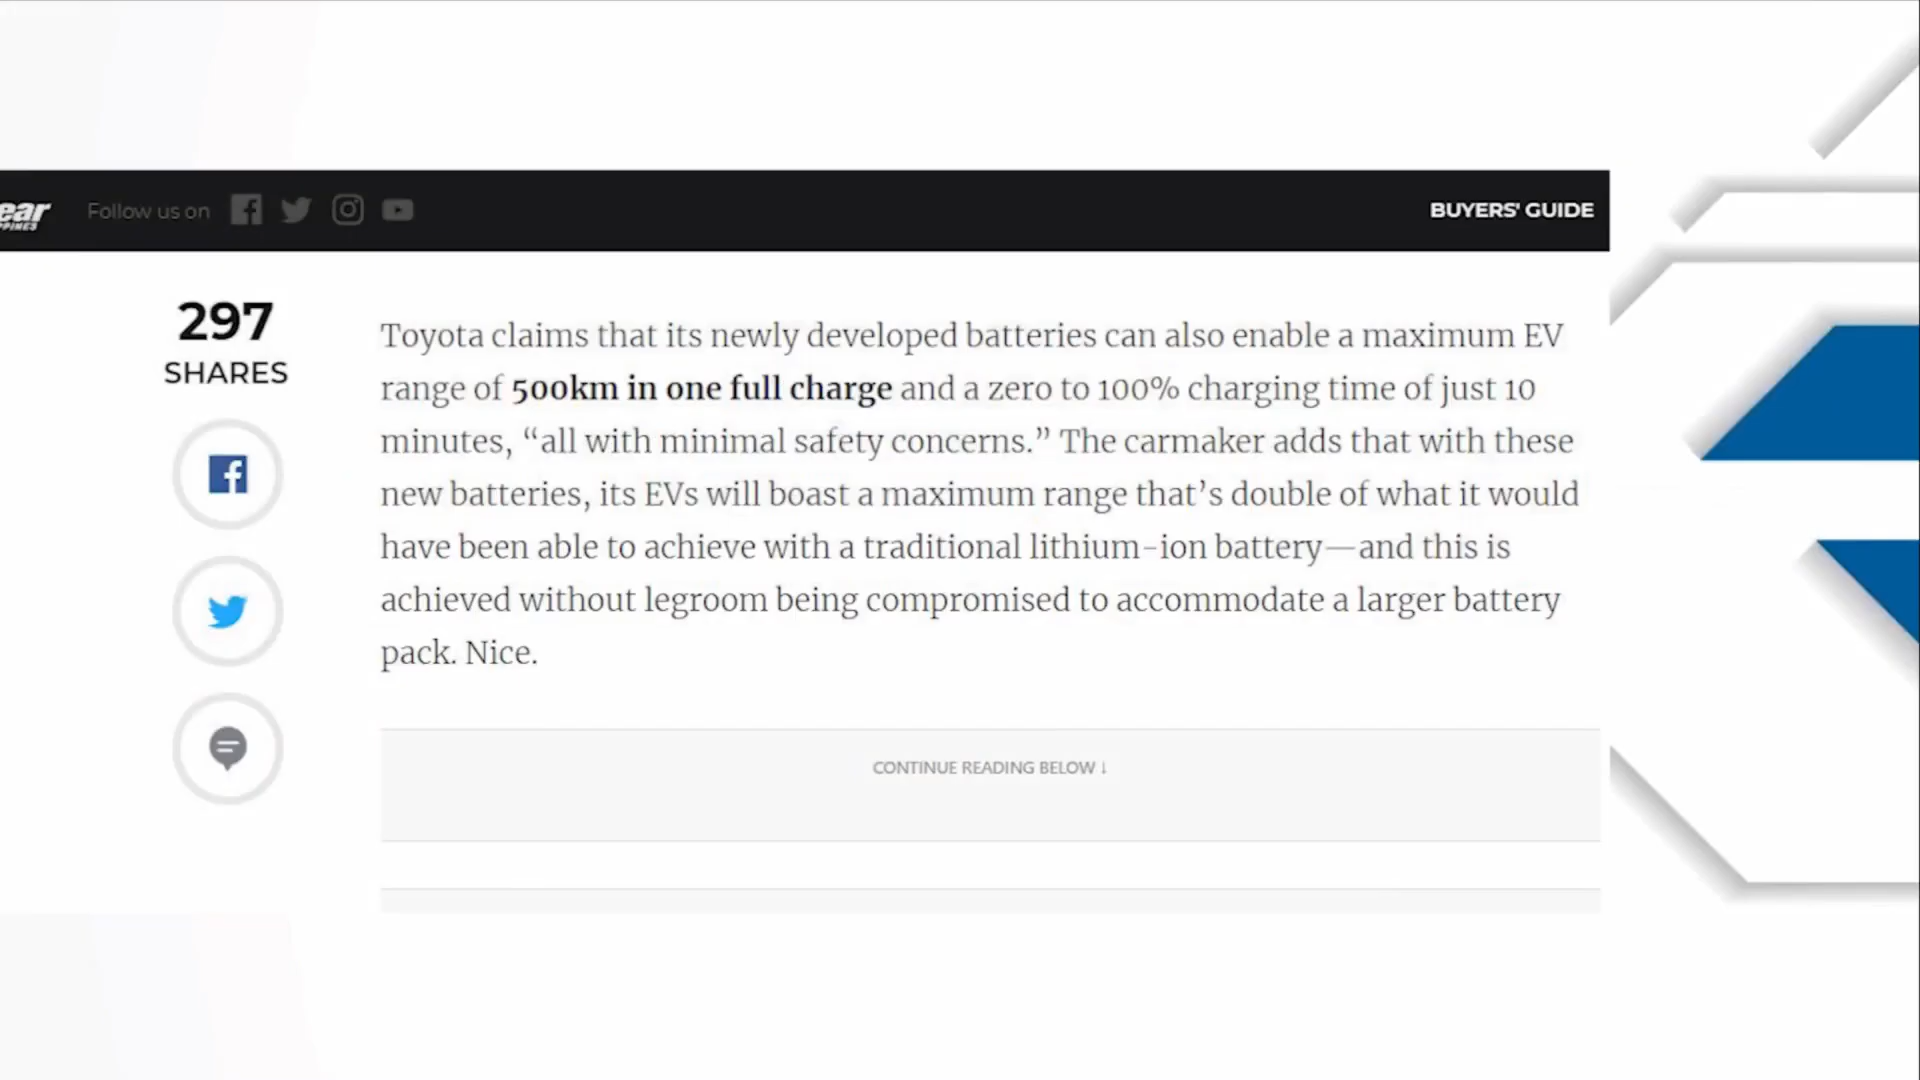 ear
PPINES
Follow us on
BUYERS' GUIDE
297
SHARES
Toyota claims that its newly developed batteries can also enable a maximum EV
range of 500km in one full charge and a zero to 100% charging time of just 10
minutes, “all with minimal safety concerns.” The carmaker adds that with these
new batteries, its EVs will boast a maximum range that’s double of what it would
have been able to achieve with a traditional lithium-ion battery—and this is
achieved without legroom being compromised to accommodate a larger battery
pack. Nice.
CONTINUE READING BELOW ↓